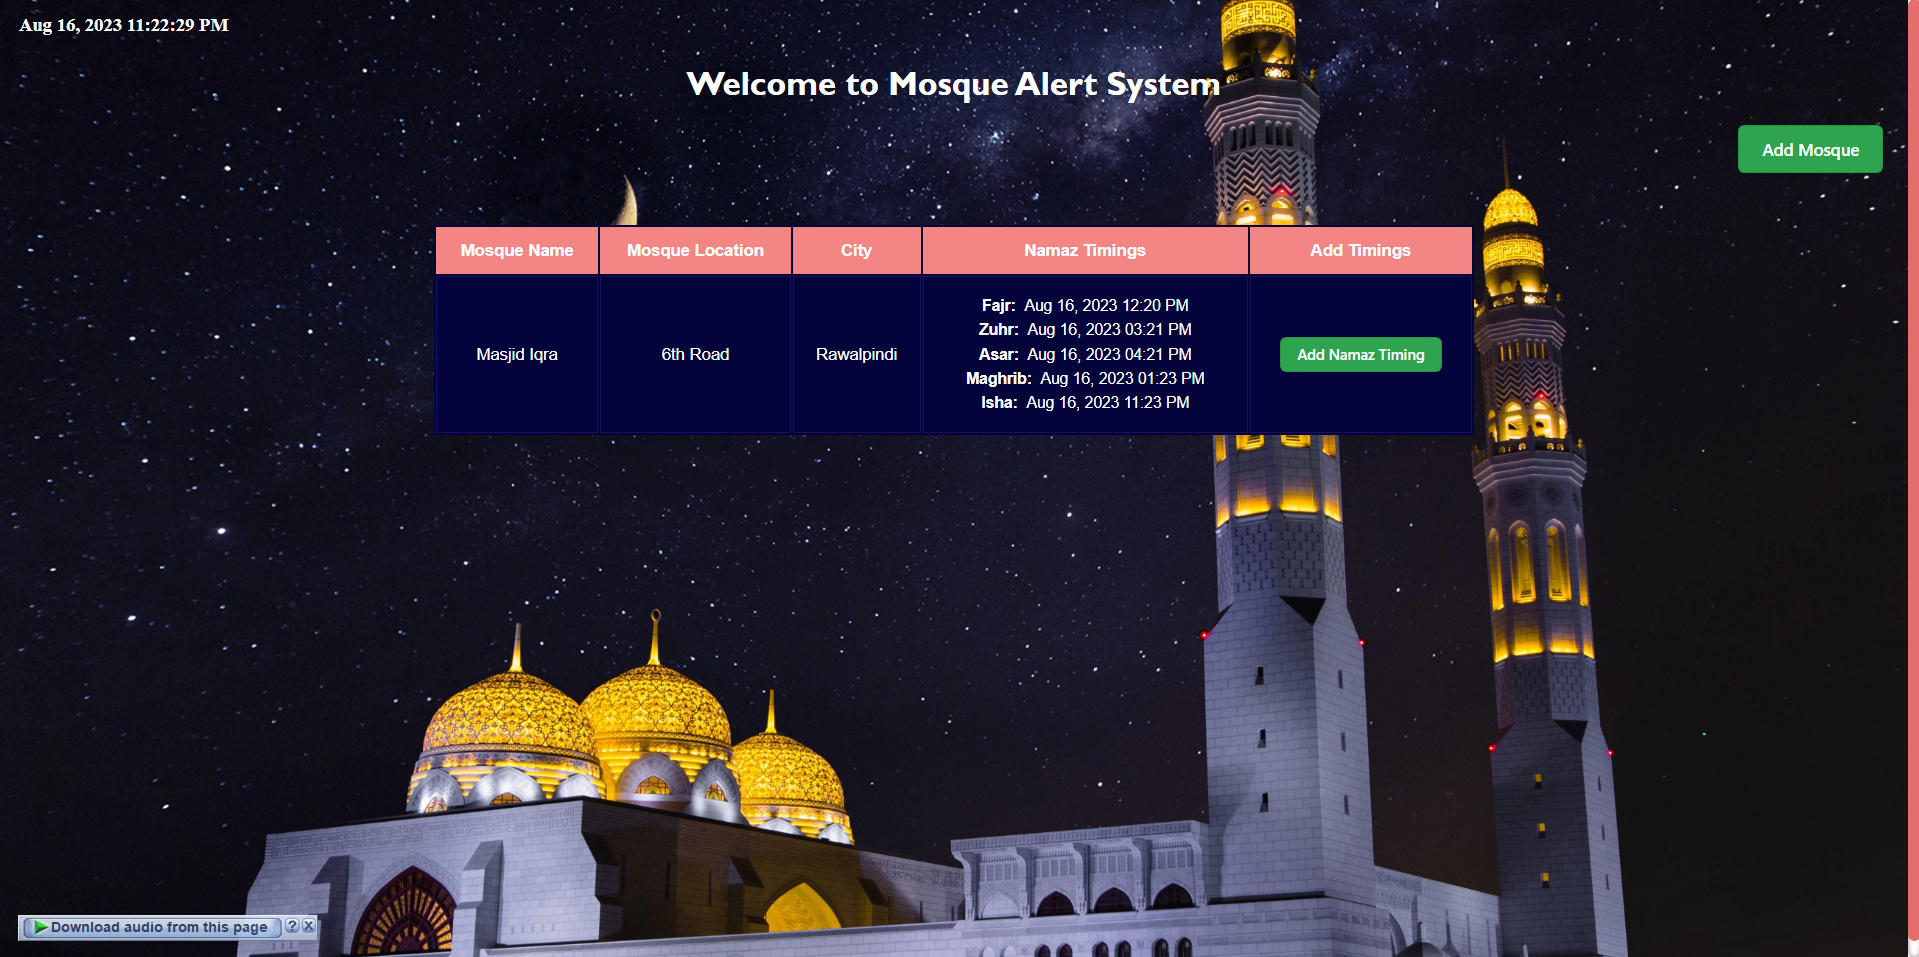 Aug 16, 2023 11:22:29 PM
Welcome to Mosque Alert System
Add Mosque
Mosque Name Mosque Location City Namaz Timings Add Timings
Masjid Iqra 6th Road Rawalpindi
Fajr: Aug 16, 2023 12:20 PM
Zuhr: Aug 16, 2023 03:21 PM
Asar: Aug 16, 2023 04:21 PM
Maghrib: Aug 16, 2023 01:23 PM
Isha: Aug 16, 2023 11:23 PM
Add Namaz Timing
Download audio from this page ? X